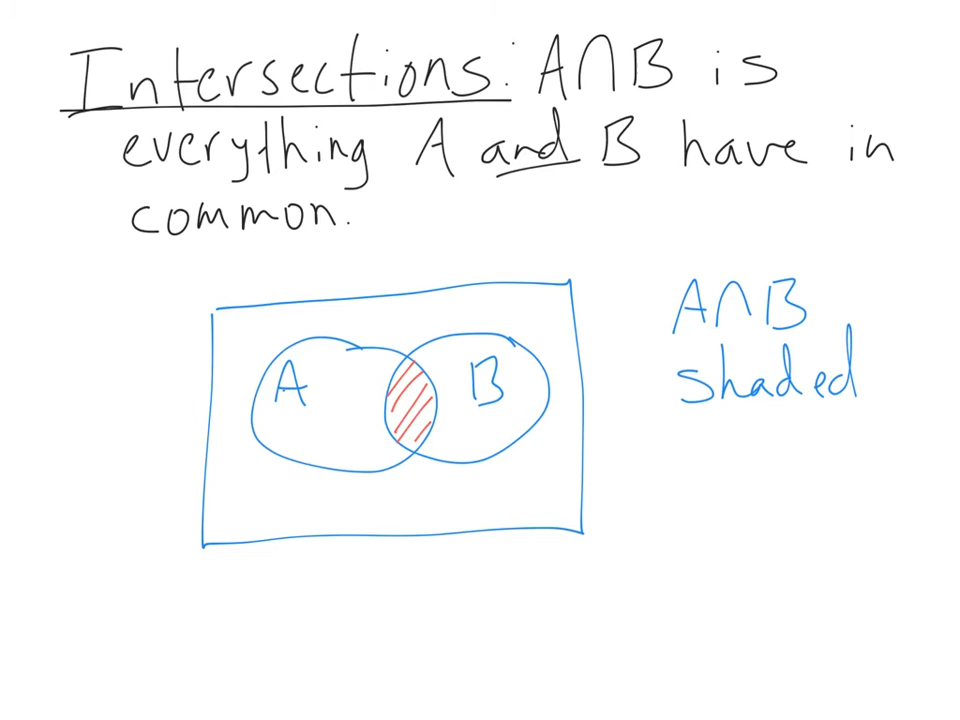 Intersections: A∩B is
everything A and B have in
common.
A∩B
shaded
A
B